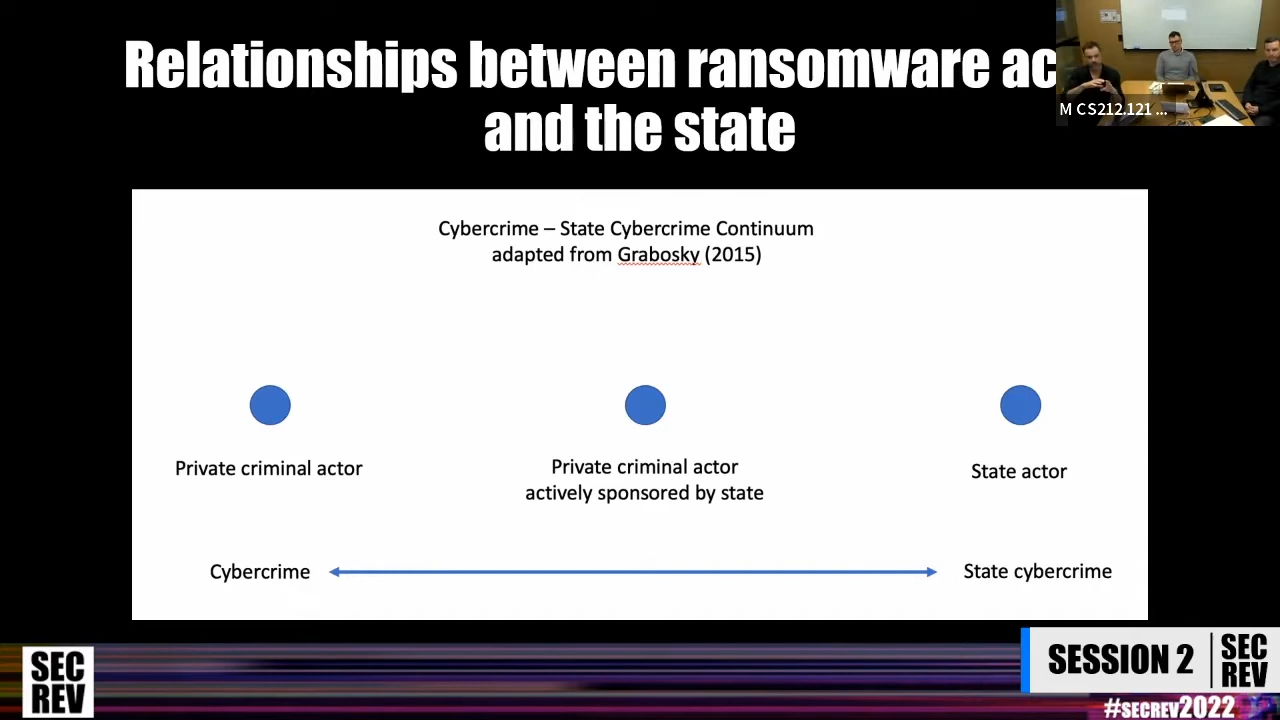 Relationships between ransomware ac
and the state
M CS212.121 ...
Cybercrime – State Cybercrime Continuum
adapted from Grabosky (2015)
Private criminal actor
Private criminal actor
actively sponsored by state
State actor
Cybercrime
State cybercrime
SEC
REV
SESSION 2
SEC
REV
#SECREV2022